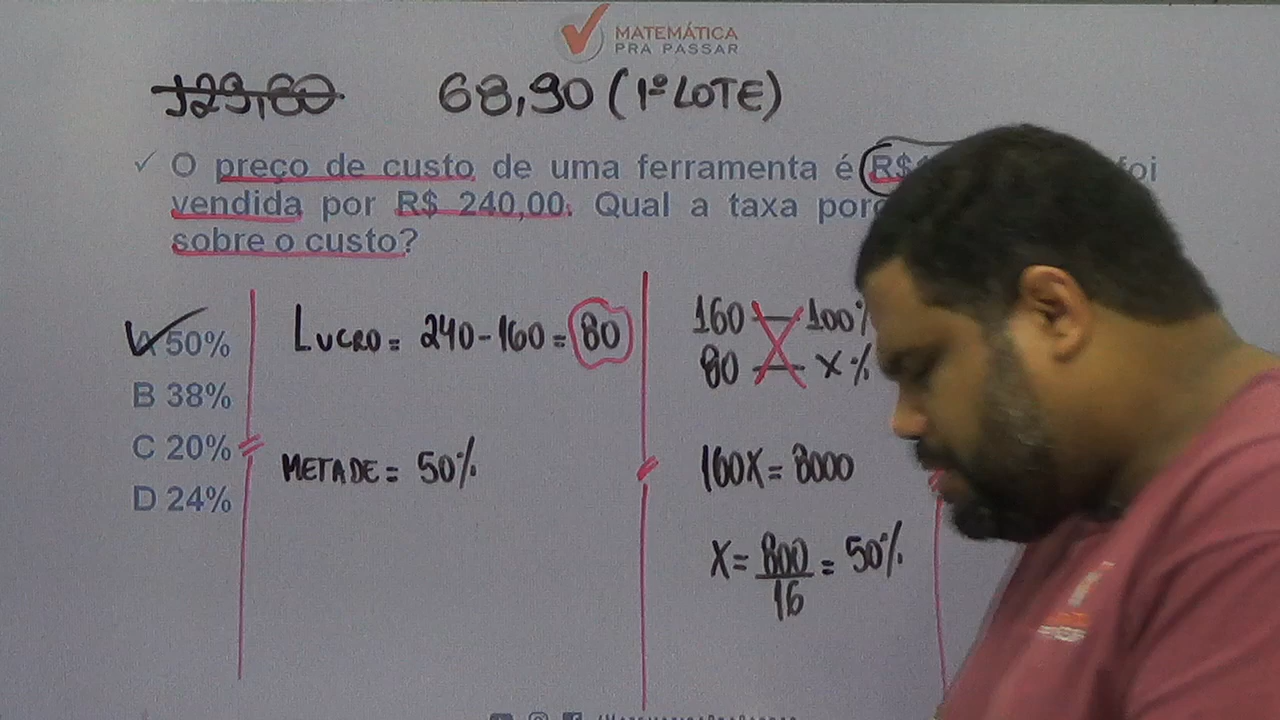 MATEMÁTICA
PRA PASSAR
129,60 68,90 (1º LOTE)
✓ O preço de custo de uma ferramenta é R$ foi
vendida por R$ 240,00. Qual a taxa
sobre o custo?
A 50%
B 38%
C 20%
D 24%
LUCRO = 240 - 160 = 80
METADE = 50%
160 — 100%
80 — X %
160X = 8000
X = 800/16 = 50%